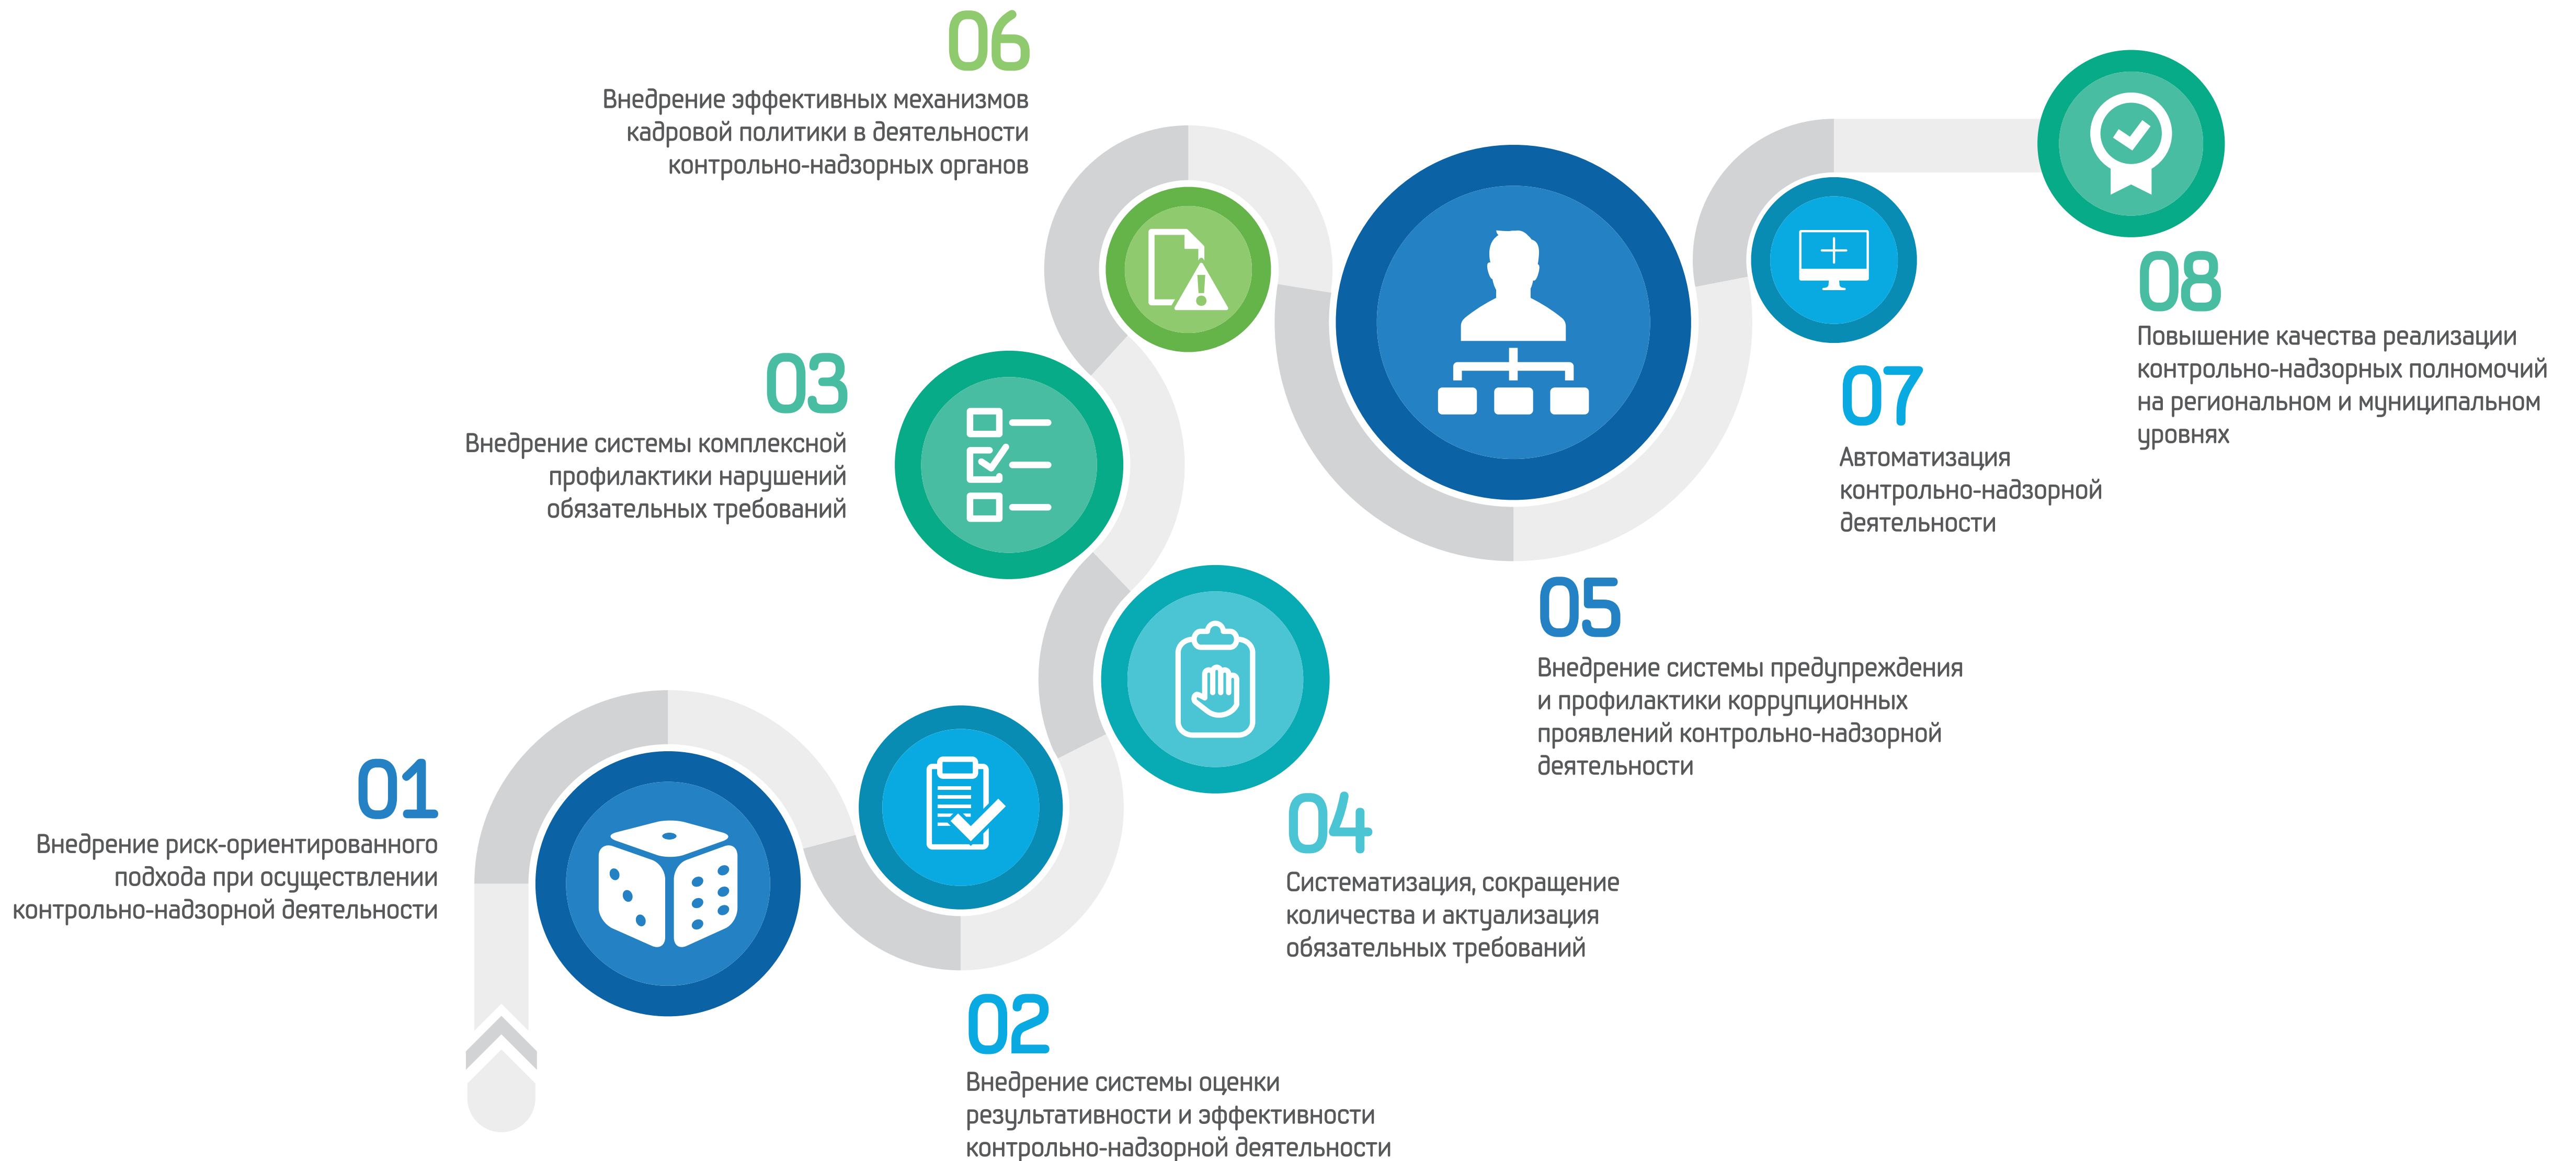 01
Внедрение риск-ориентированного
подхода при осуществлении
контрольно-надзорной деятельности
02
Внедрение системы оценки
результативности и эффективности
контрольно-надзорной деятельности
03
Внедрение системы комплексной
профилактики нарушений
обязательных требований
04
Систематизация, сокращение
количества и актуализация
обязательных требований
05
Внедрение системы предупреждения
и профилактики коррупционных
проявлений контрольно-надзорной
деятельности
06
Внедрение эффективных механизмов
кадровой политики в деятельности
контрольно-надзорных органов
07
Автоматизация
контрольно-надзорной
деятельности
08
Повышение качества реализации
контрольно-надзорных полномочий
на региональном и муниципальном
уровнях